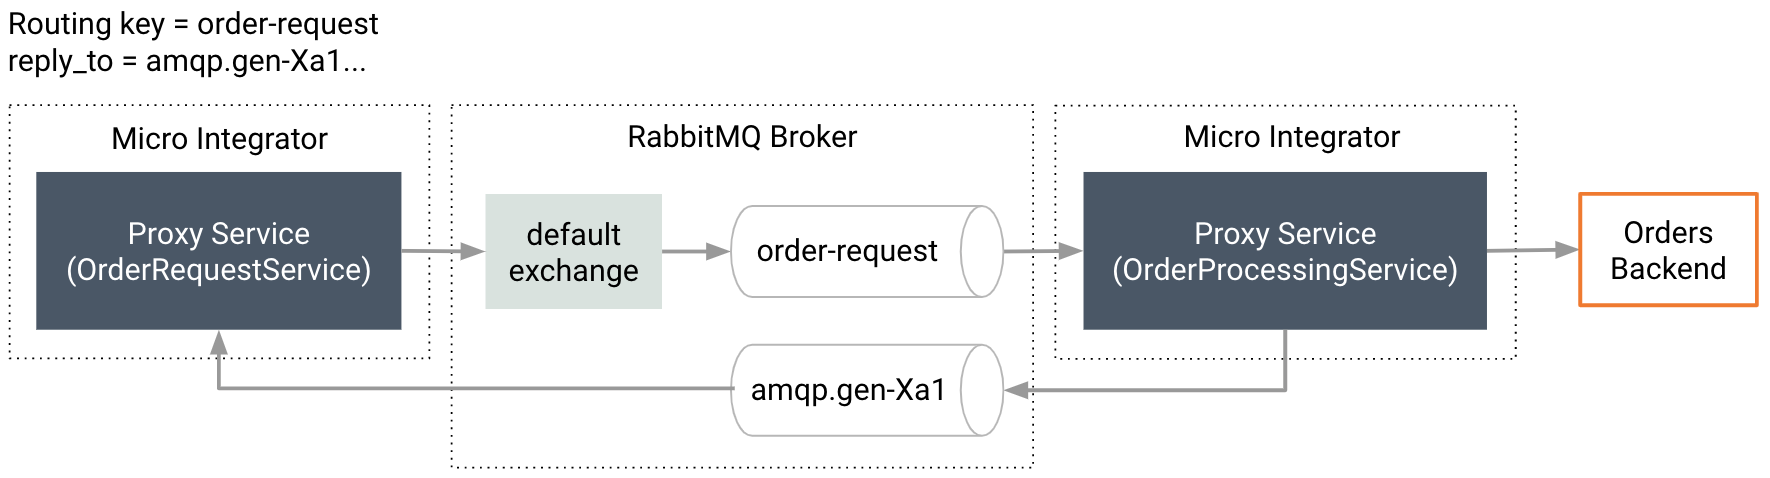 Routing key = order-request
reply_to = amqp.gen-Xa1...
Micro Integrator
Proxy Service
(OrderRequestService)
RabbitMQ Broker
default
exchange
order-request
amqp.gen-Xa1
Micro Integrator
Proxy Service
(OrderProcessingService)
Orders
Backend